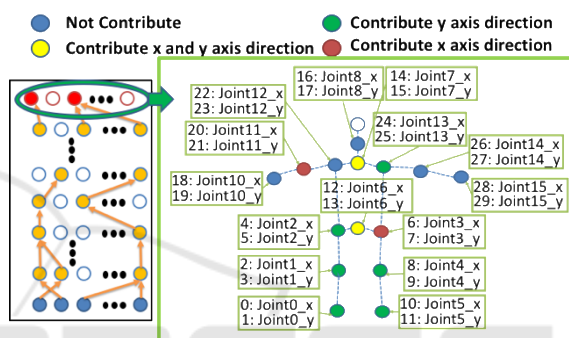 Not Contribute
Contribute y axis direction
Contribute x and y axis direction
Contribute x axis direction
16: Joint8_x
17: Joint8_y
14: Joint7_x
15: Joint7_y
22: Joint12_x
23: Joint12_y
24: Joint13_x
25: Joint13_y
20: Joint11_x
21: Joint11_y
26: Joint14_x
27: Joint14_y
18: Joint10_x
19: Joint10_y
12: Joint6_x
13: Joint6_y
28: Joint15_x
29: Joint15_y
4: Joint2_x
5: Joint2_y
6: Joint3_x
7: Joint3_y
2: Joint1_x
3: Joint1_y
8: Joint4_x
9: Joint4_y
0: Joint0_x
1: Joint0_y
10: Joint5_x
11: Joint5_y